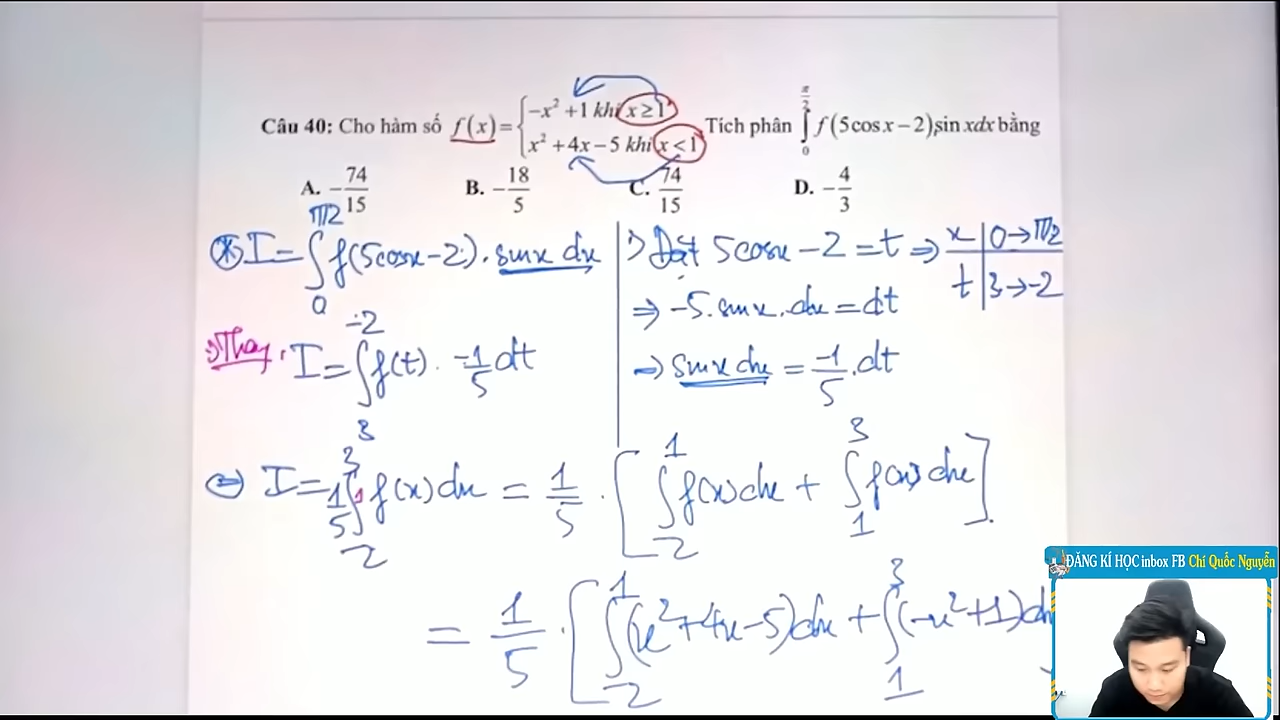 Câu 40: Cho hàm số f(x) = { -x² + 1 khi x ≥ 1 Tích phân ∫₀^(π/2) f(5cosx − 2)sin xdx bằng
x² + 4x − 5 khi x < 1
A. -74/15 B. -18/5 C. 74/15 D. -4/3
(*) I = ∫₀^(π/2) f(5cosx − 2) . sinx dx
Thay: I = ∫₃^(-2) f(t) . -1/5 dt
Đặt 5cosx − 2 = t ⇒ x | 0 → π/2
t | 3 → -2
⇒ -5.sinx.dx = dt
→ sinx dx = -1/5 .dt
⇔ I = 1/5 ∫₋₂³ f(x)dx = 1/5 . [ ∫₋₂¹ f(x)dx + ∫₁³ f(x)dx ]
= 1/5 . [ ∫₋₂¹ (x² + 4x − 5)dx + ∫₁³ (-x² + 1)dx
ĐĂNG KÍ HỌC inbox FB Chí Quốc Nguyễn